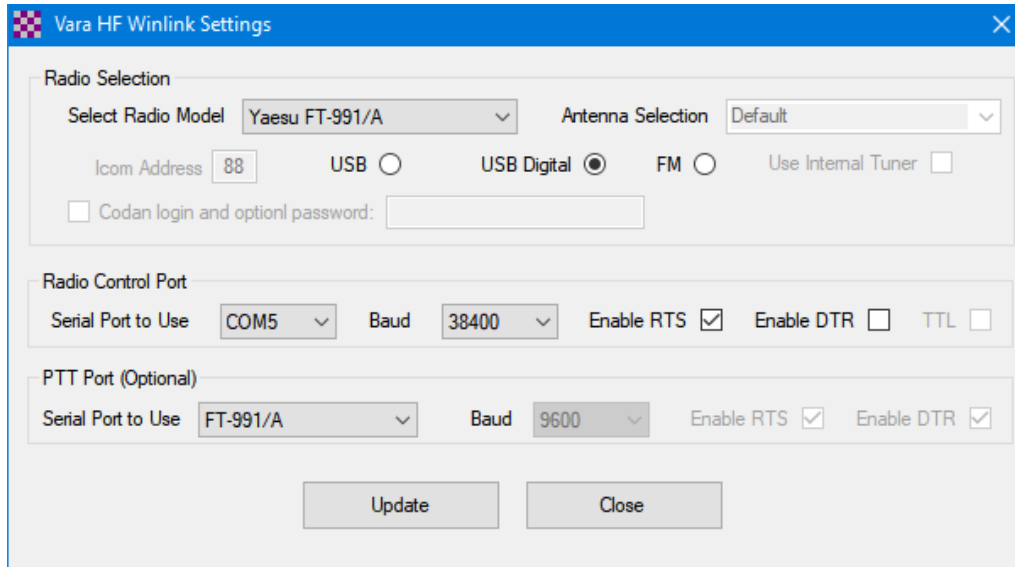 Vara HF Winlink Settings
Radio Selection
Select Radio Model Yaesu FT-991/A Antenna Selection Default
Icom Address 88 USB USB Digital FM Use Internal Tuner
Codan login and optionl password:
Radio Control Port
Serial Port to Use COM5 Baud 38400 Enable RTS Enable DTR TTL
PTT Port (Optional)
Serial Port to Use FT-991/A Baud 9600 Enable RTS Enable DTR
Update Close